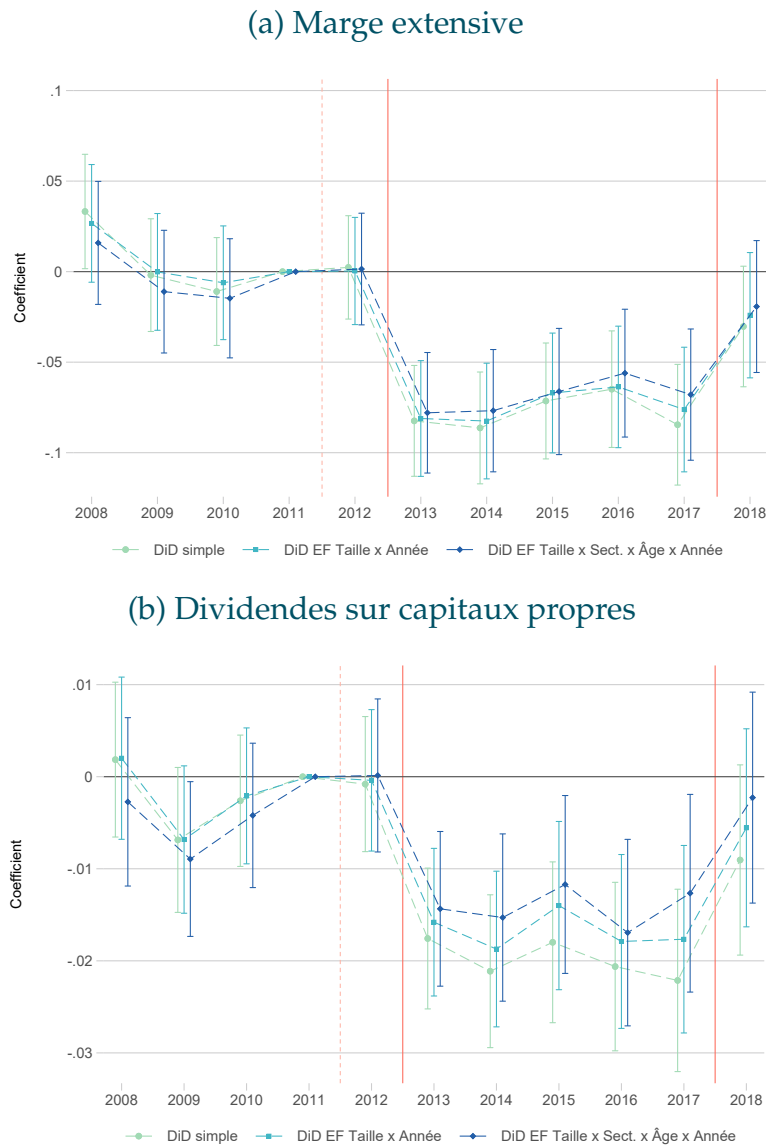 (a) Marge extensive
.1
.05
0
-.05
-.1
Coefficient
2008 2009 2010 2011 2012 2013 2014 2015 2016 2017 2018
DiD simple DiD EF Taille x Année DiD EF Taille x Sect. x Âge x Année
(b) Dividendes sur capitaux propres
.01
0
-.01
-.02
-.03
Coefficient
2008 2009 2010 2011 2012 2013 2014 2015 2016 2017 2018
DiD simple DiD EF Taille x Année DiD EF Taille x Sect. x Âge x Année